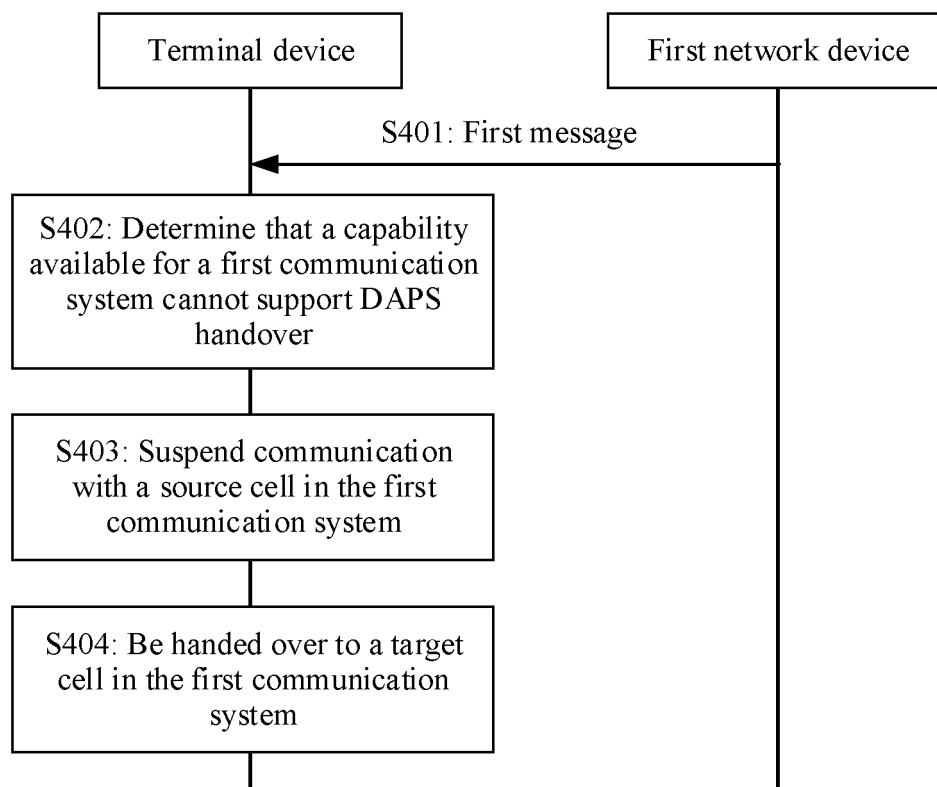 Terminal device
First network device
S401: First message
S402: Determine that a capability
available for a first communication
system cannot support DAPS
handover
S403: Suspend communication
with a source cell in the first
communication system
S404: Be handed over to a target
cell in the first communication
system